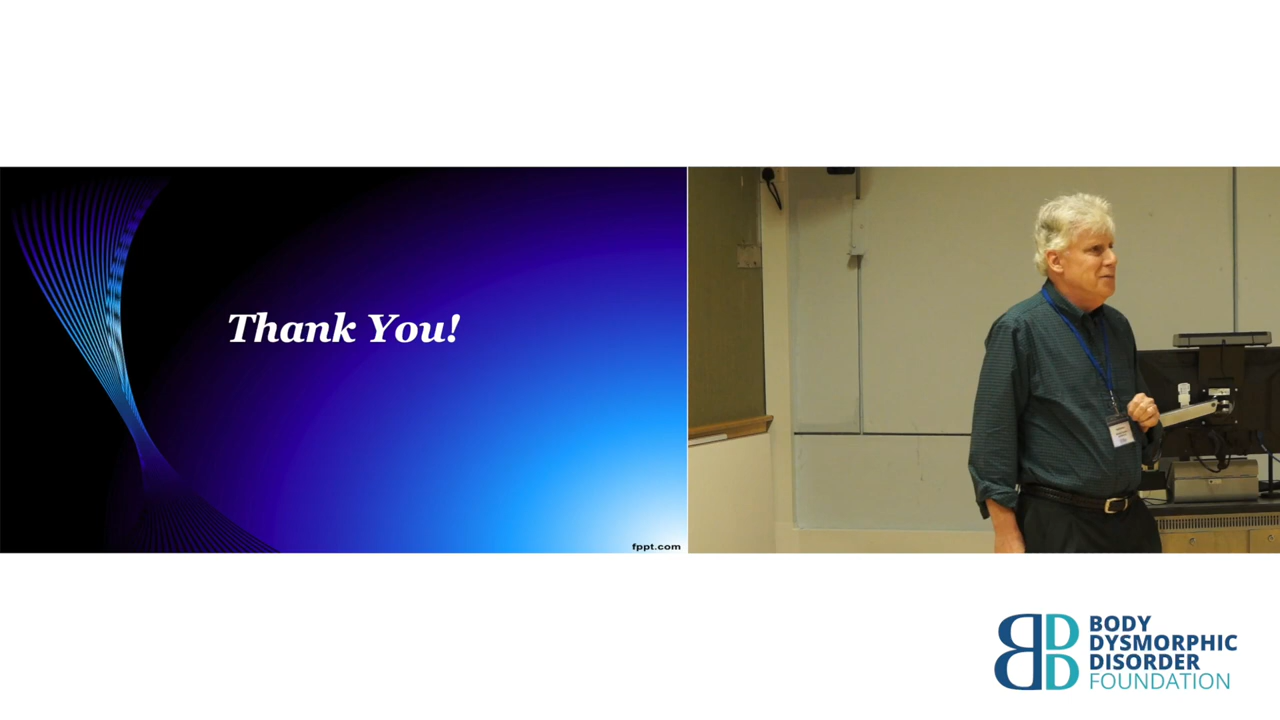 Thank You!
fppt.com
BODY
DYSMORPHIC
DISORDER
FOUNDATION